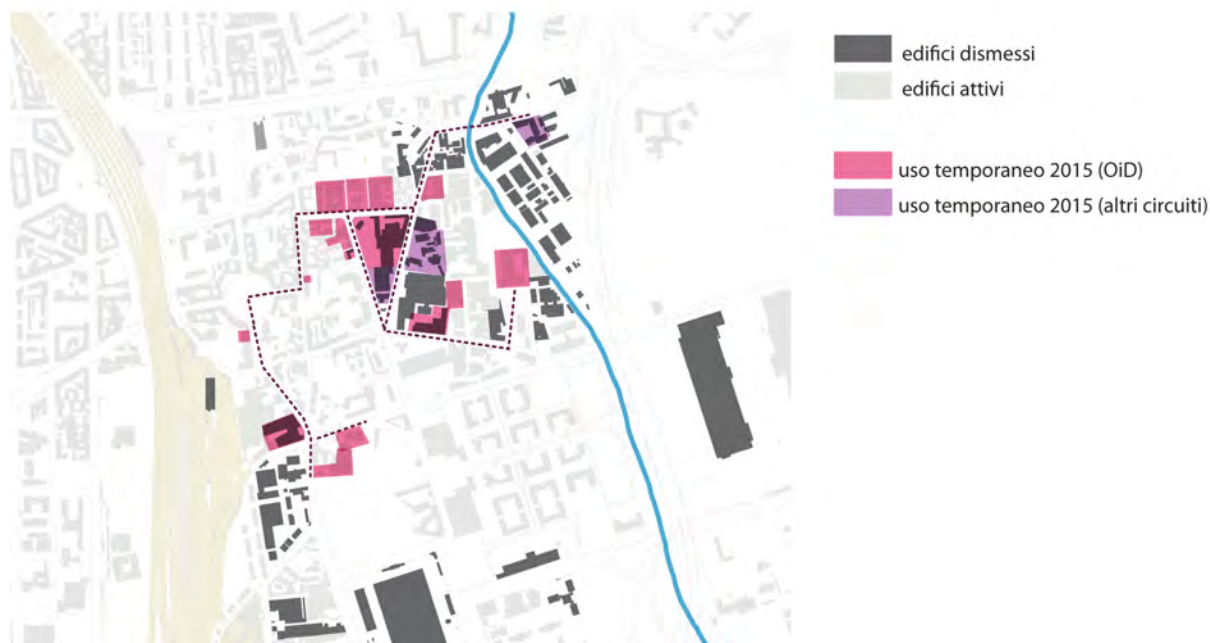 edifici dismessi
edifici attivi
uso temporaneo 2015 (OiD)
uso temporaneo 2015 (altri circuiti)